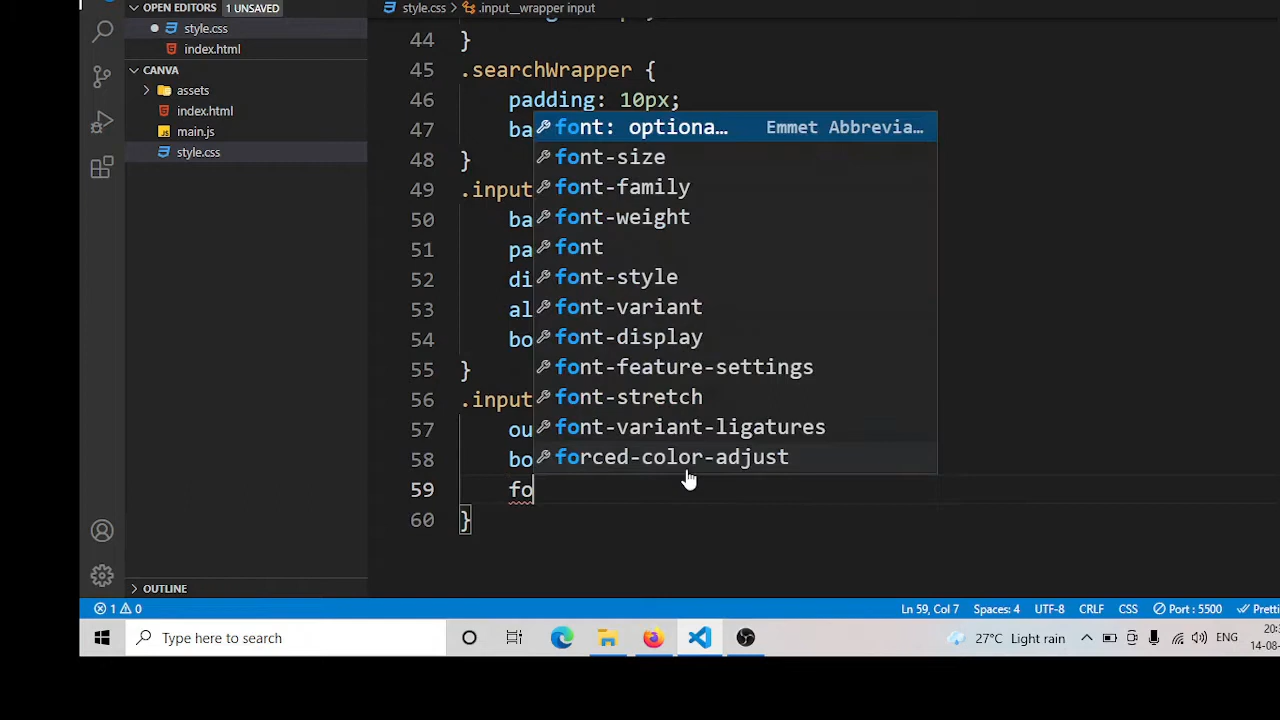 OPEN EDITORS 1 UNSAVED
style.css
index.html
CANVA
assets
index.html
main.js
style.css
OUTLINE
style.css > .input__wrapper input
44 }
45 .searchWrapper {
46 padding: 10px;
47 ba
48 }
49 .input
50 ba
51 pa
52 di
53 al
54 bo
55 }
56 .input
57 ou
58 bo
59 fo
60 }
font: optiona… Emmet Abbrevia…
font-size
font-family
font-weight
font
font-style
font-variant
font-display
font-feature-settings
font-stretch
font-variant-ligatures
forced-color-adjust
1 0 Ln 59, Col 7 Spaces: 4 UTF-8 CRLF CSS Port : 5500 Pretti
Type here to search 27°C Light rain ENG 20:
14-08-